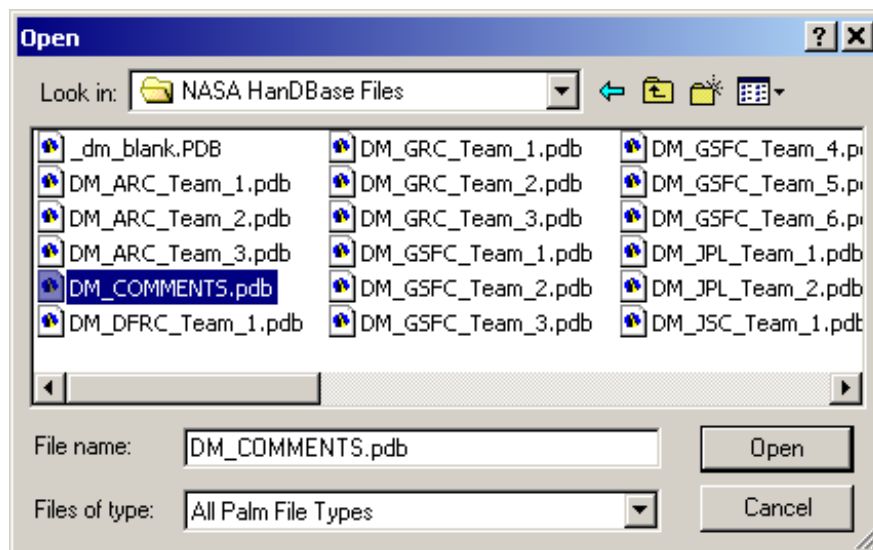 Open
Look in: NASA HanDBase Files
_dm_blank.PDB
DM_ARC_Team_1.pdb
DM_ARC_Team_2.pdb
DM_ARC_Team_3.pdb
DM_COMMENTS.pdb
DM_DFRC_Team_1.pdb
DM_GRC_Team_1.pdb
DM_GRC_Team_2.pdb
DM_GRC_Team_3.pdb
DM_GSFC_Team_1.pdb
DM_GSFC_Team_2.pdb
DM_GSFC_Team_3.pdb
DM_GSFC_Team_4.p
DM_GSFC_Team_5.p
DM_GSFC_Team_6.p
DM_JPL_Team_1.pdb
DM_JPL_Team_2.pdb
DM_JSC_Team_1.pdb
File name: DM_COMMENTS.pdb Open
Files of type: All Palm File Types Cancel